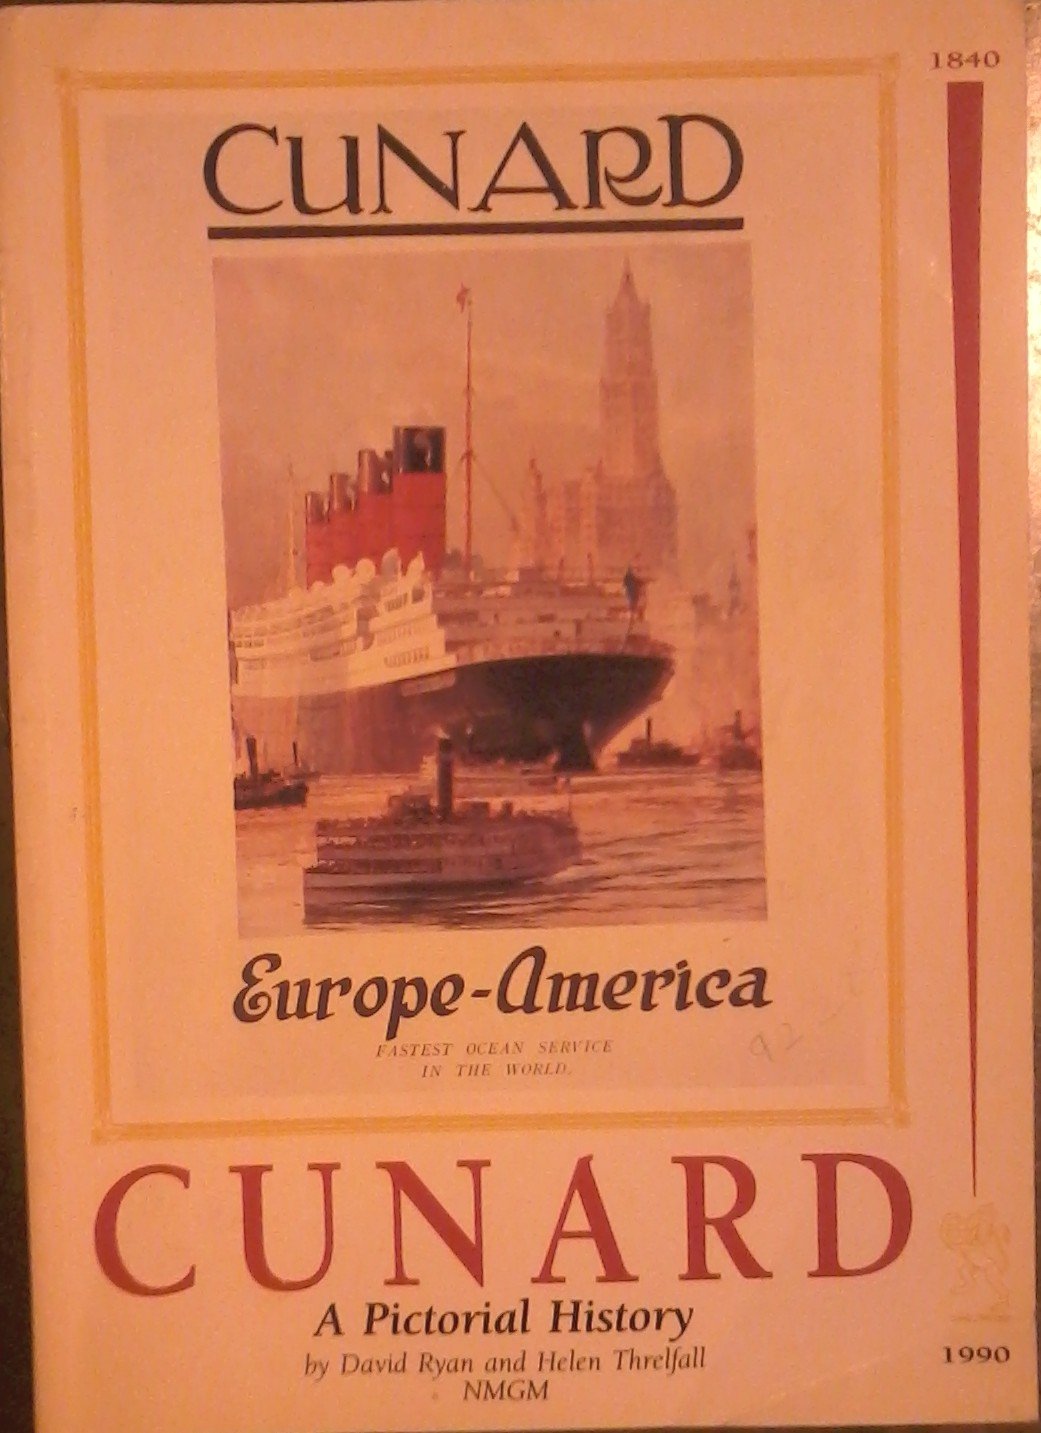 1840
CUNARD
Europe-America
FASTEST OCEAN SERVICE
IN THE WORLD.
92
CUNARD
A Pictorial History
by David Ryan and Helen Threlfall
NMGM
1990